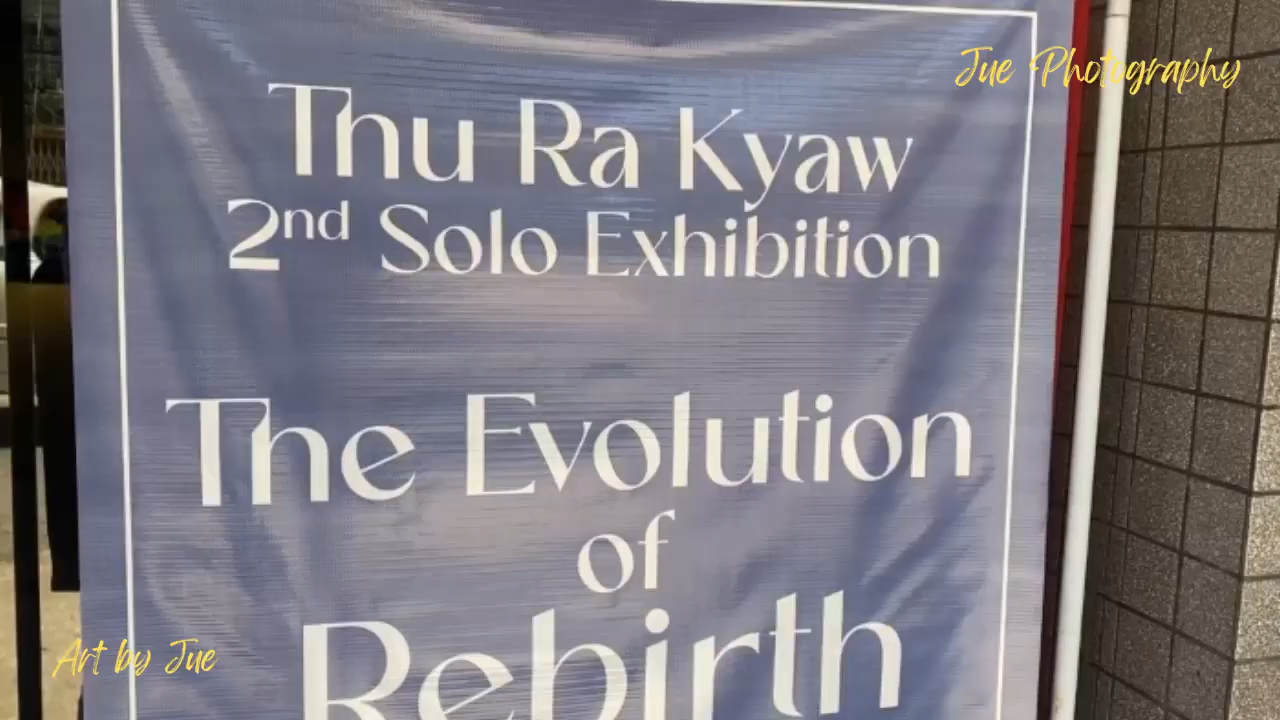 Jue Photography
Thu Ra Kyaw
2nd Solo Exhibition
The Evolution
of
Rebirth
Art by Jue